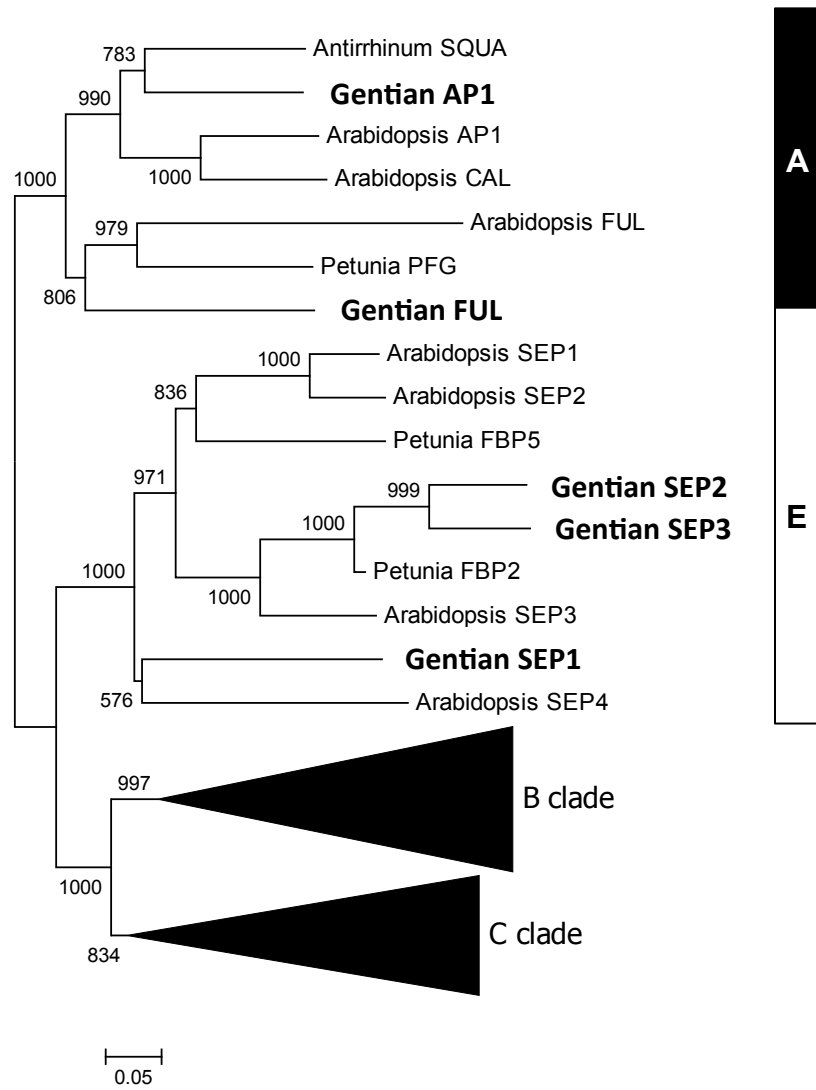 783
Antirrhinum SQUA
Gentian AP1
990
Arabidopsis AP1
1000
Arabidopsis CAL
A
1000
979
Arabidopsis FUL
Petunia PFG
806
Gentian FUL
1000
Arabidopsis SEP1
836
Arabidopsis SEP2
Petunia FBP5
971
999
Gentian SEP2
E
1000
Gentian SEP3
1000
Petunia FBP2
1000
Arabidopsis SEP3
Gentian SEP1
576
Arabidopsis SEP4
997
B clade
1000
C clade
834
0.05